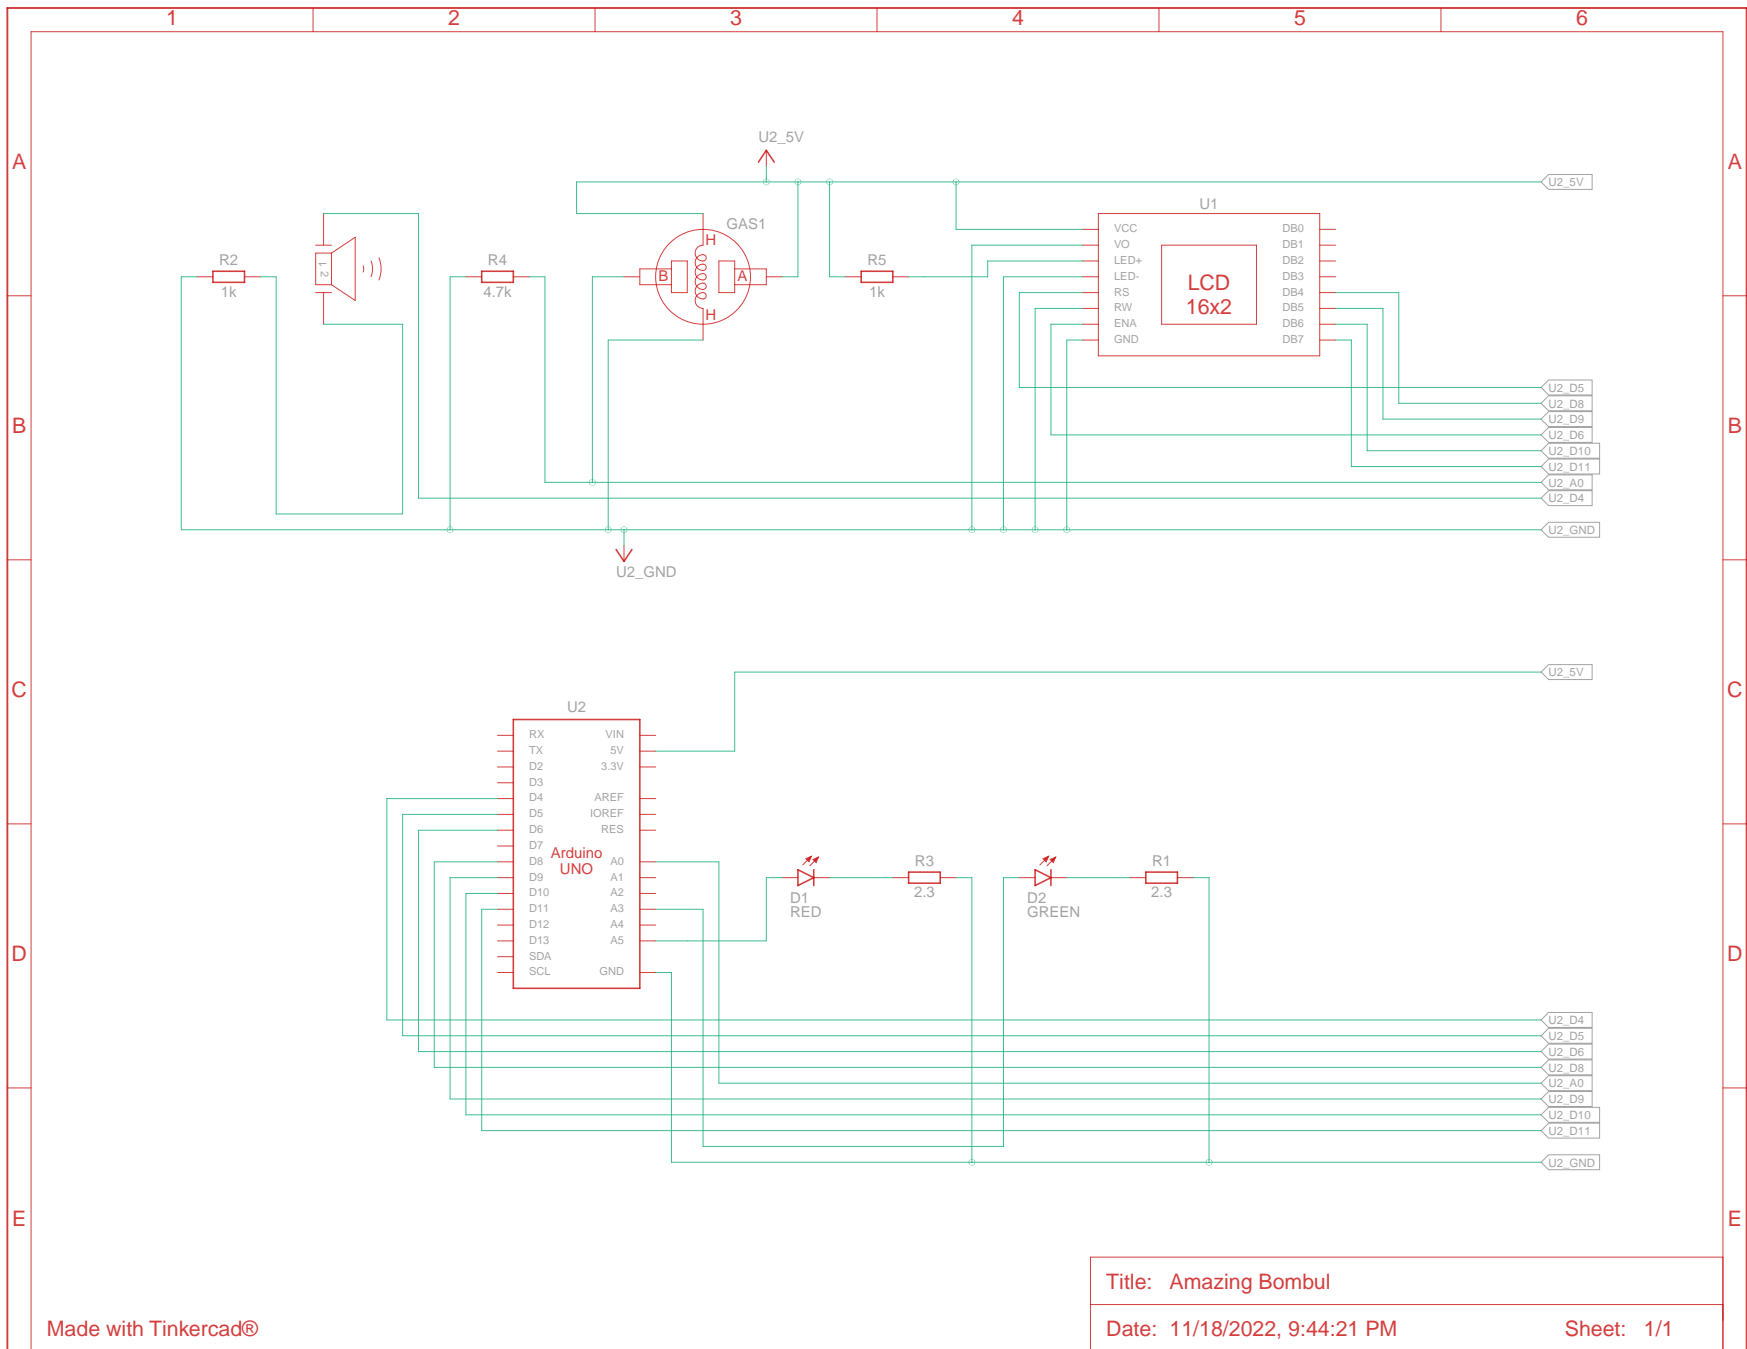 1 2 3 4 5 6
A A
U2_5V
U2_5V
U1
GAS1
VCC DB0
VO DB1
LED+ DB2
LED- DB3
RS DB4
RW DB5
ENA DB6
GND DB7
LCD
16x2
H
B A
H
R2
1k
1
2
R4
4.7k
R5
1k
B B
U2_D5
U2_D8
U2_D9
U2_D6
U2_D10
U2_D11
U2_A0
U2_D4
U2_GND
U2_GND
C C
U2_5V
U2
RX VIN
TX 5V
D2 3.3V
D3
D4 AREF
D5 IOREF
D6 RES
D7
Arduino
UNO
D8 A0
D9 A1
D10 A2
D11 A3
D12 A4
D13 A5
SDA
SCL GND
D1
RED
R3
2.3
D2
GREEN
R1
2.3
D D
U2_D4
U2_D5
U2_D6
U2_D8
U2_A0
U2_D9
U2_D10
U2_D11
U2_GND
E E
Title: Amazing Bombul
Made with Tinkercad®
Date: 11/18/2022, 9:44:21 PM Sheet: 1/1